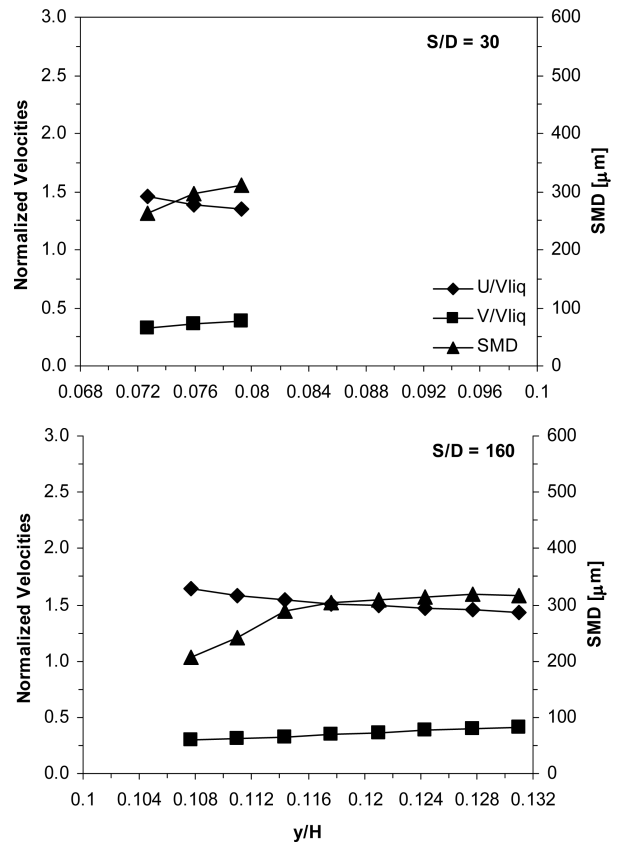 3.0
2.5
2.0
1.5
1.0
0.5
0.0
Normalized Velocities
S/D = 30
600
500
400
300
200
100
0
SMD [μm]
U/Vliq
V/Vliq
SMD
0.068 0.072 0.076 0.08 0.084 0.088 0.092 0.096 0.1
3.0
2.5
2.0
1.5
1.0
0.5
0.0
Normalized Velocities
S/D = 160
600
500
400
300
200
100
0
SMD [μm]
0.1 0.104 0.108 0.112 0.116 0.12 0.124 0.128 0.132
y/H